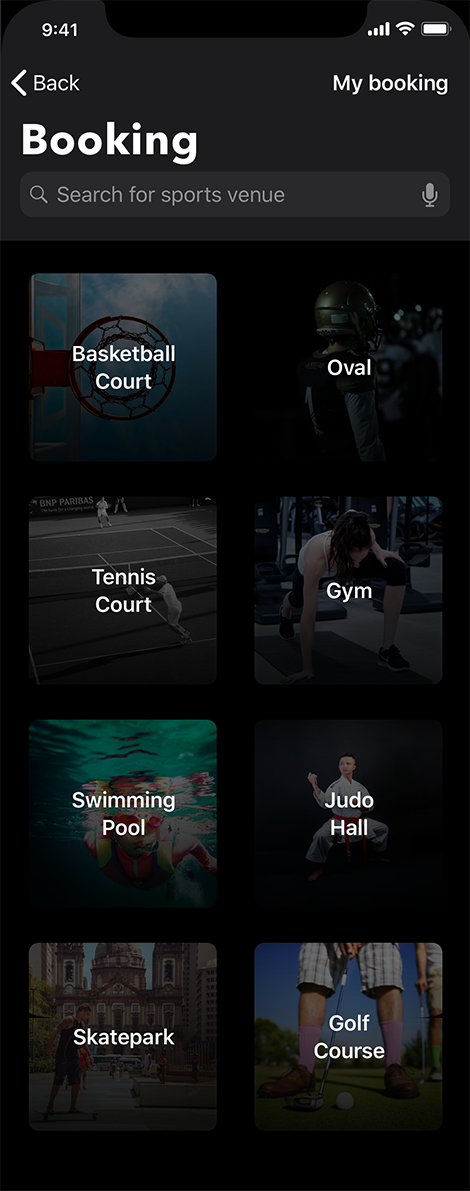 9:41
Back
My booking
Booking
Search for sports venue
Basketball
Court
Oval
1
BNP PARIBAS
Tennis
Court
Gym
Swimming
Pool
Judo
Hall
Skatepark
Golf
Course